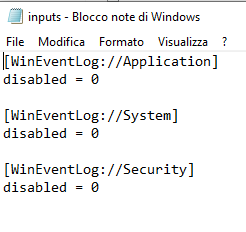 inputs - Blocco note di Windows
File Modifica Formato Visualizza ?
[WinEventLog://Application]
disabled = 0
[WinEventLog://System]
disabled = 0
[WinEventLog://Security]
disabled = 0